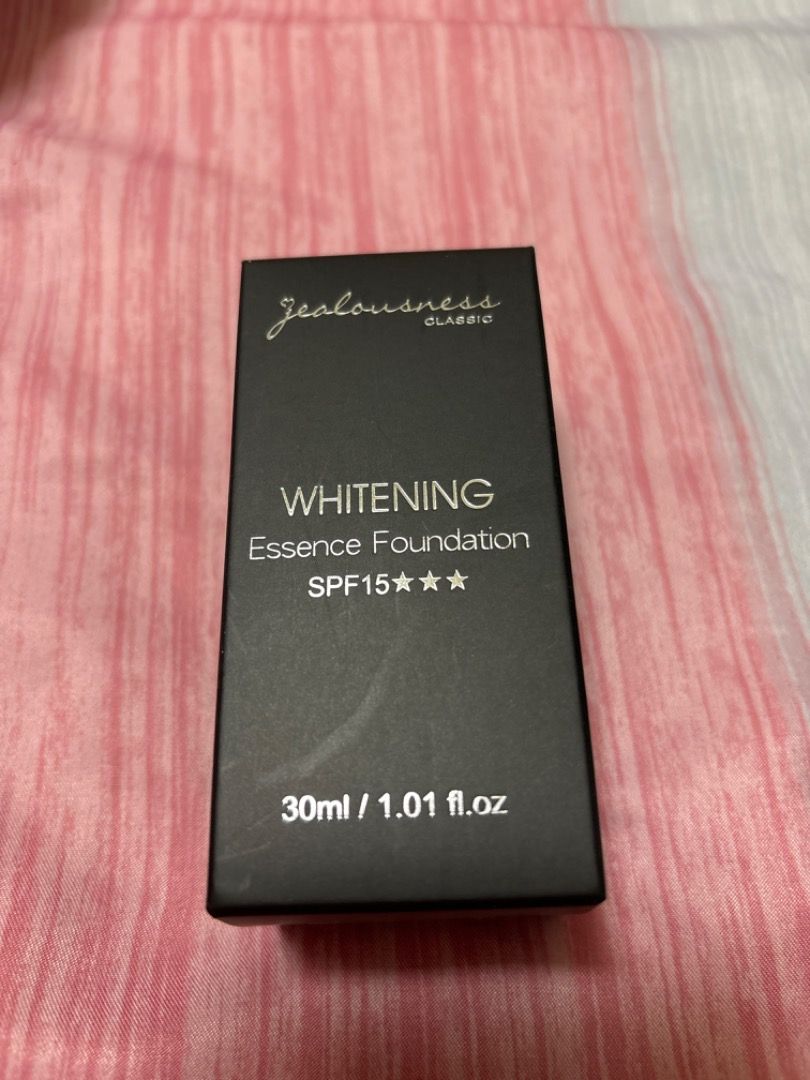 Jealousness
CLASSIC
WHITENING
Essence Foundation
SPF15★★★
30ml / 1.01 fl.oz